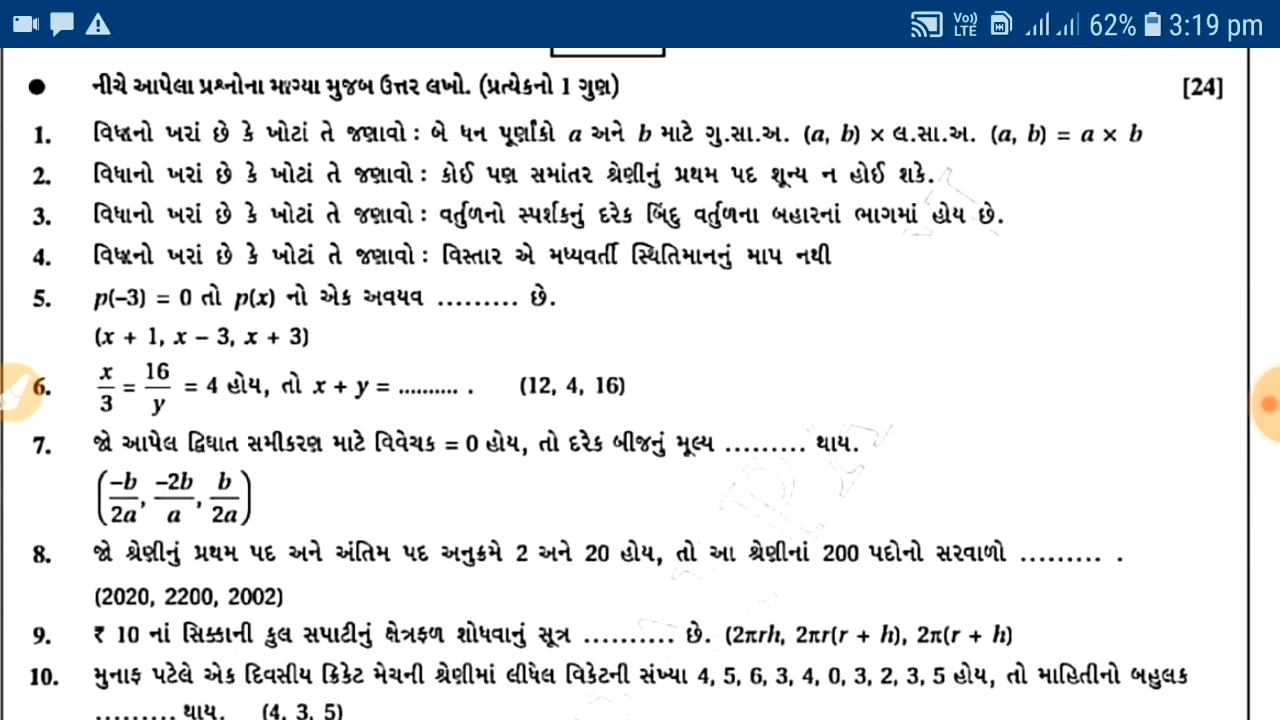 Vo)) LTE 62% 3:19 pm
● નીચે આપેલા પ્રશ્નોના માગ્યા મુજબ ઉત્તર લખો. (પ્રત્યેકનો 1 ગુણ) [24]
1. વિધાનો ખરાં છે કે ખોટાં તે જણાવો : બે ધન પૂર્ણાંકો a અને b માટે ગુ.સા.અ. (a, b) × લ.સા.અ. (a, b) = a × b
2. વિધાનો ખરાં છે કે ખોટાં તે જણાવો : કોઈ પણ સમાંતર શ્રેણીનું પ્રથમ પદ શૂન્ય ન હોઈ શકે.
3. વિધાનો ખરાં છે કે ખોટાં તે જણાવો : વર્તુળનો સ્પર્શકનું દરેક બિંદુ વર્તુળના બહારનાં ભાગમાં હોય છે.
4. વિધાનો ખરાં છે કે ખોટાં તે જણાવો : વિસ્તાર એ મધ્યવર્તી સ્થિતિમાનનું માપ નથી
5. p(–3) = 0 તો p(x) નો એક અવયવ ......... છે.
(x + 1, x – 3, x + 3)
6. x/3 = 16/y = 4 હોય, તો x + y = .......... . (12, 4, 16)
7. જો આપેલ દ્વિઘાત સમીકરણ માટે વિવેચક = 0 હોય, તો દરેક બીજનું મૂલ્ય ......... થાય.
(–b/2a, –2b/a, b/2a)
8. જો શ્રેણીનું પ્રથમ પદ અને અંતિમ પદ અનુક્રમે 2 અને 20 હોય, તો આ શ્રેણીનાં 200 પદોનો સરવાળો ......... .
(2020, 2200, 2002)
9. ₹ 10 નાં સિક્કાની કુલ સપાટીનું ક્ષેત્રફળ શોધવાનું સૂત્ર .......... છે. (2πrh, 2πr(r + h), 2π(r + h)
10. મુનાફ પટેલે એક દિવસીય ક્રિકેટ મેચની શ્રેણીમાં લીધેલ વિકેટની સંખ્યા 4, 5, 6, 3, 4, 0, 3, 2, 3, 5 હોય, તો માહિતીનો બહુલક
......... થાય. (4, 3, 5)